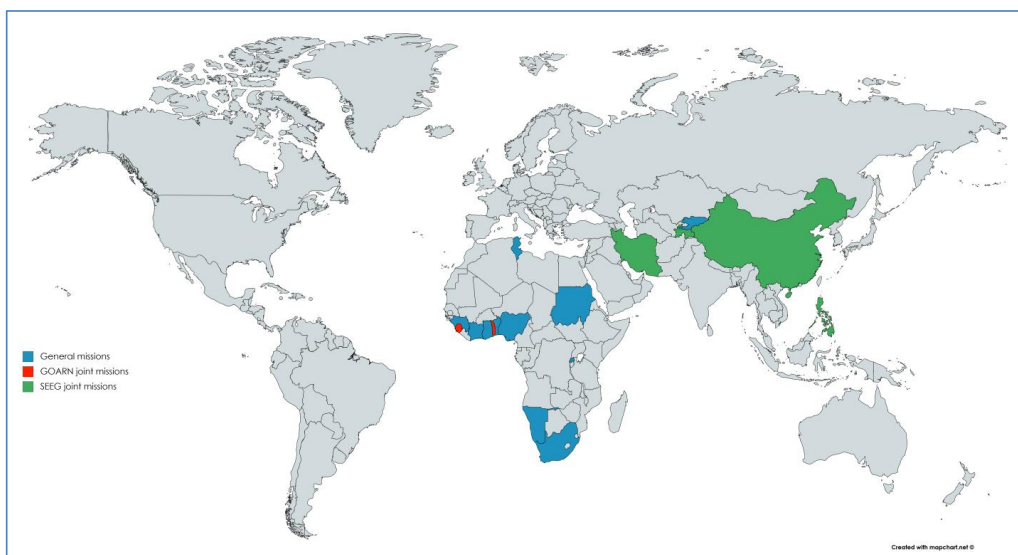 General missions
GOARN joint missions
SEEG joint missions
Created with mapchart.net ©